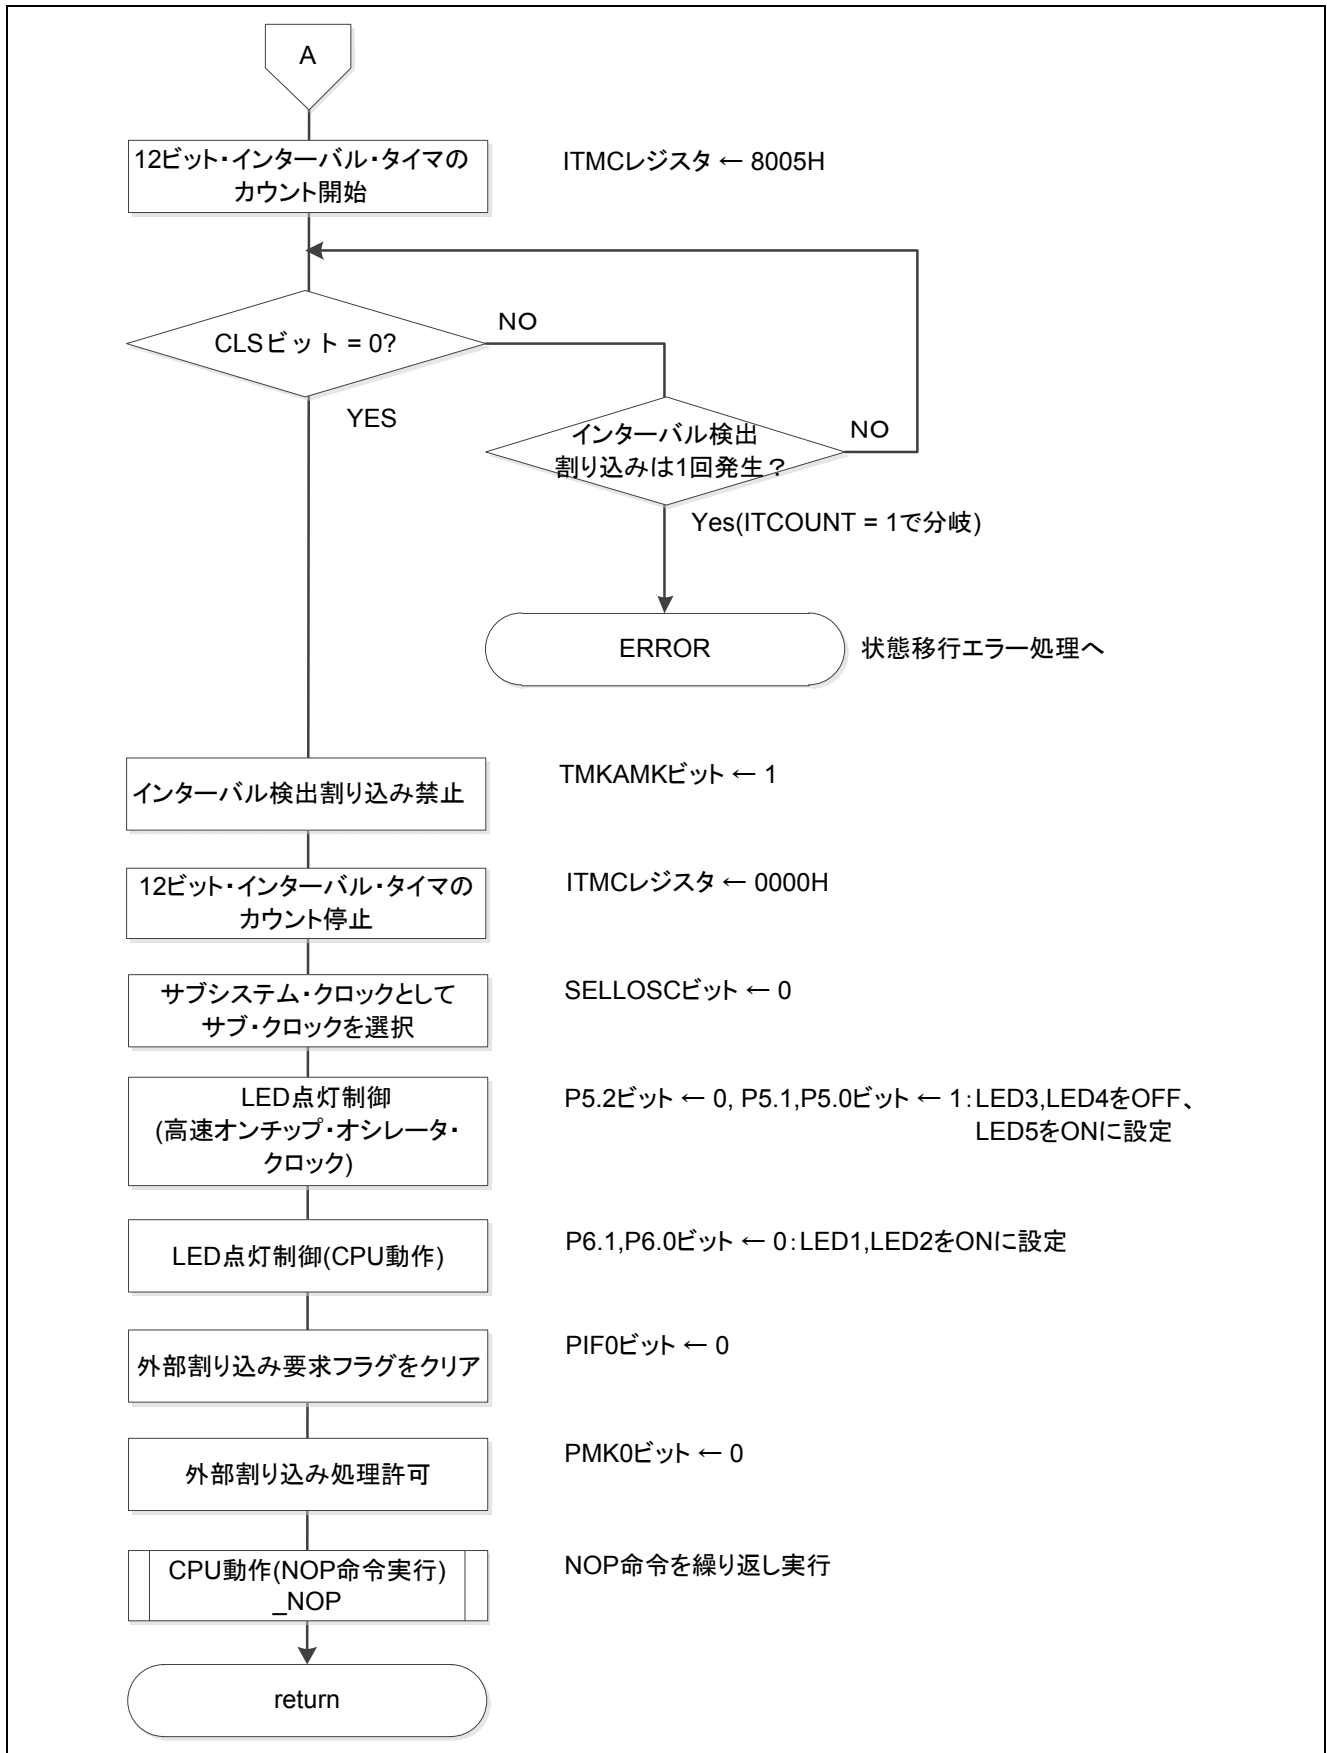 A
12ビット・インターバル・タイマの
カウント開始
ITMCレジスタ ← 8005H
CLSビット = 0?
NO
YES
インターバル検出
割り込みは1回発生？
NO
Yes(ITCOUNT = 1で分岐)
ERROR
状態移行エラー処理へ
インターバル検出割り込み禁止
TMKAMKビット ← 1
12ビット・インターバル・タイマの
カウント停止
ITMCレジスタ ← 0000H
サブシステム・クロックとして
サブ・クロックを選択
SELLOSCビット ← 0
LED点灯制御
(高速オンチップ・オシレータ・
クロック)
P5.2ビット ← 0, P5.1,P5.0ビット ← 1：LED3,LED4をOFF、
LED5をONに設定
LED点灯制御(CPU動作)
P6.1,P6.0ビット ← 0：LED1,LED2をONに設定
外部割り込み要求フラグをクリア
PIF0ビット ← 0
外部割り込み処理許可
PMK0ビット ← 0
CPU動作(NOP命令実行)
_NOP
NOP命令を繰り返し実行
return